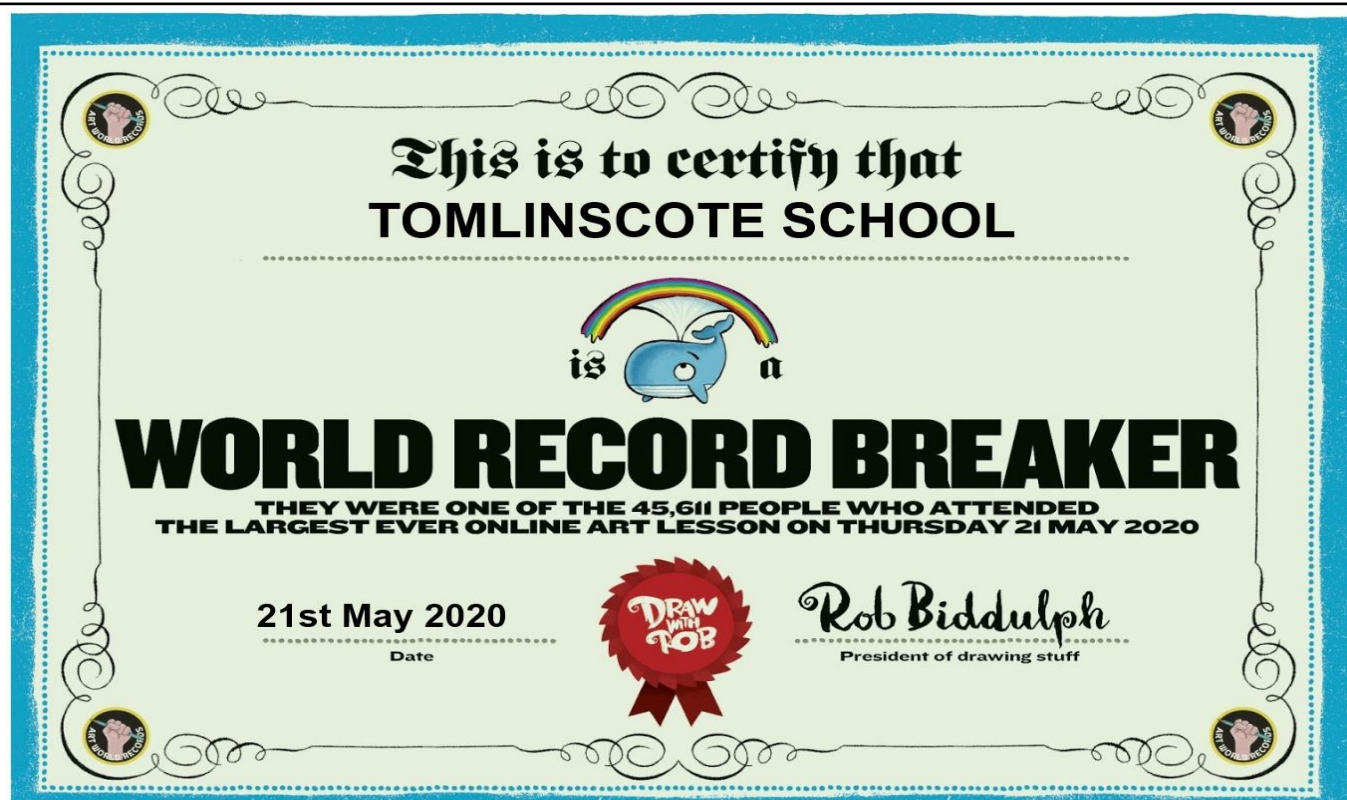 ART WORLD RECORDS
ART WORLD RECORDS
This is to certify that
TOMLINSCOTE SCHOOL
is a
WORLD RECORD BREAKER
THEY WERE ONE OF THE 45,611 PEOPLE WHO ATTENDED
THE LARGEST EVER ONLINE ART LESSON ON THURSDAY 21 MAY 2020
21st May 2020
Date
DRAW
WITH
ROB
Rob Biddulph
President of drawing stuff
ART WORLD RECORDS
ART WORLD RECORDS